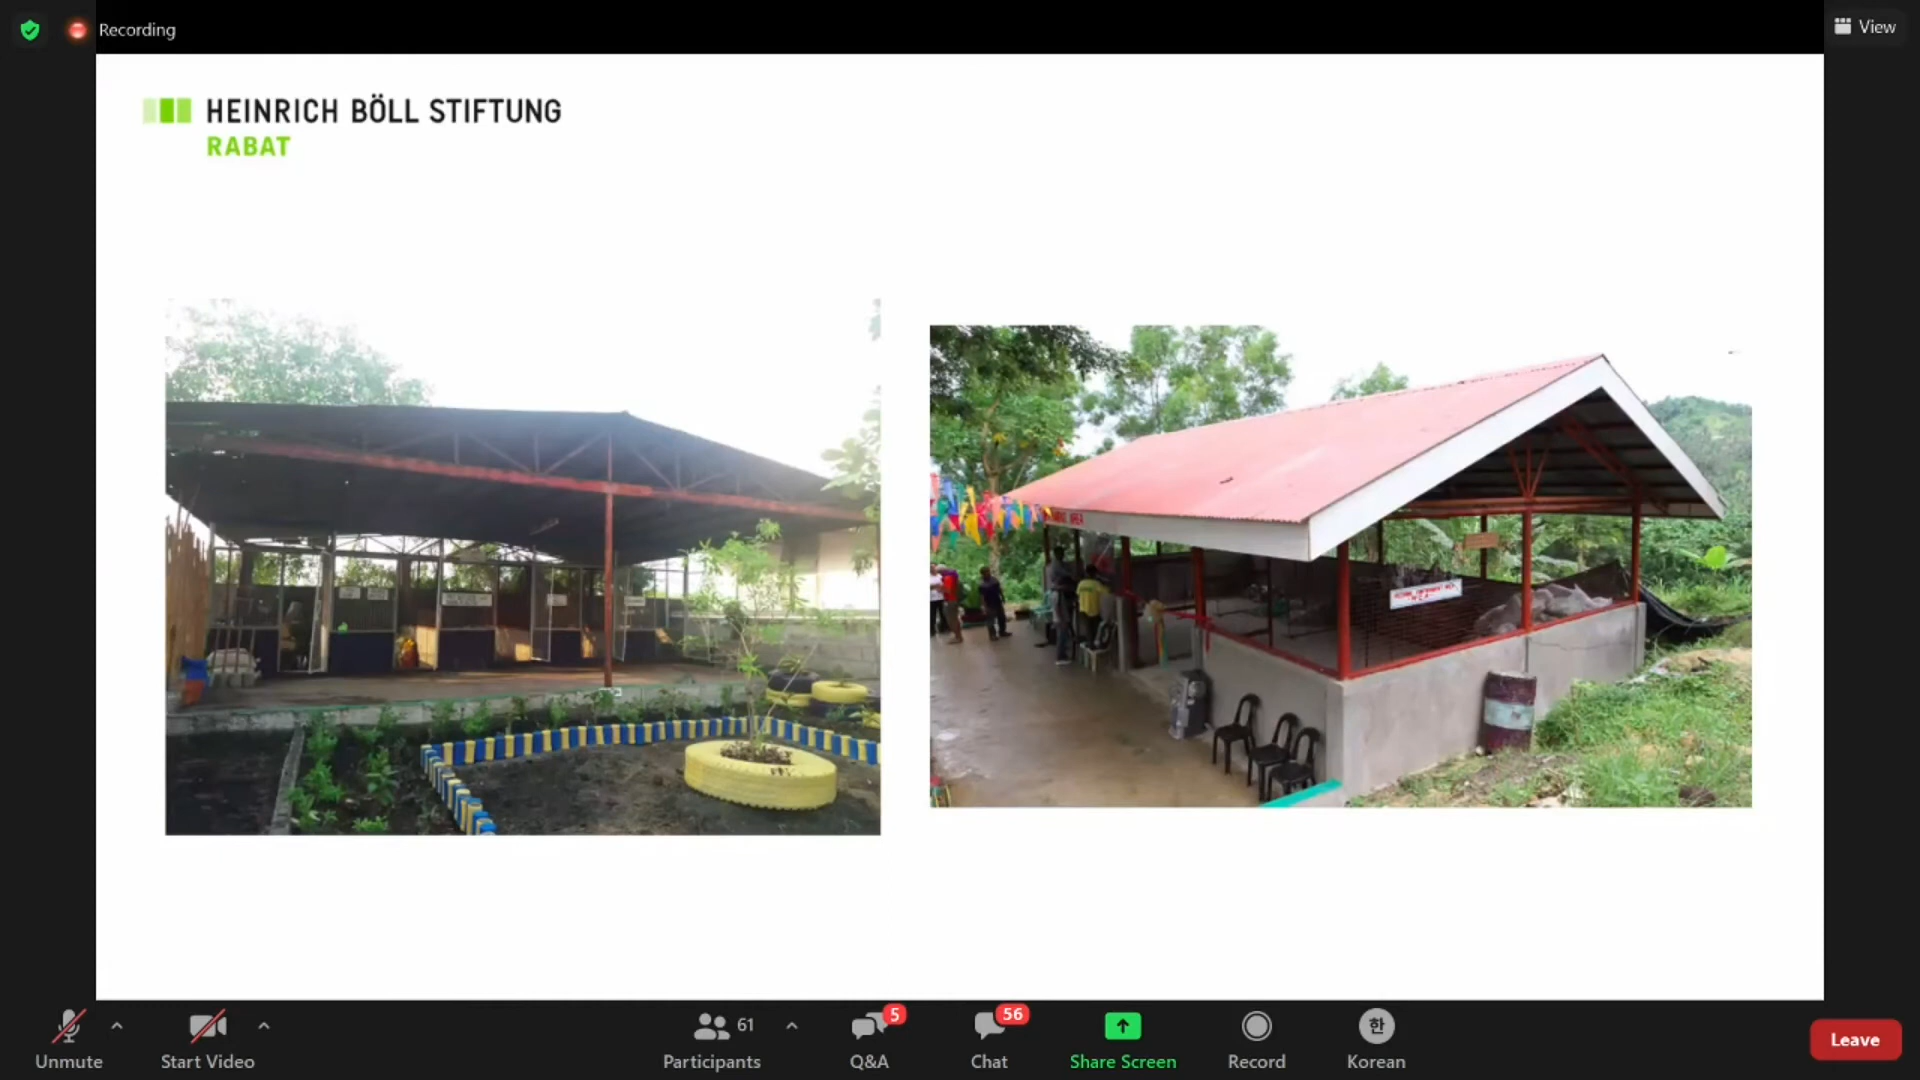 Recording
View
HEINRICH BÖLL STIFTUNG
RABAT
Unmute
Start Video
61
Participants
5
Q&A
56
Chat
Share Screen
Record
한
Korean
Leave